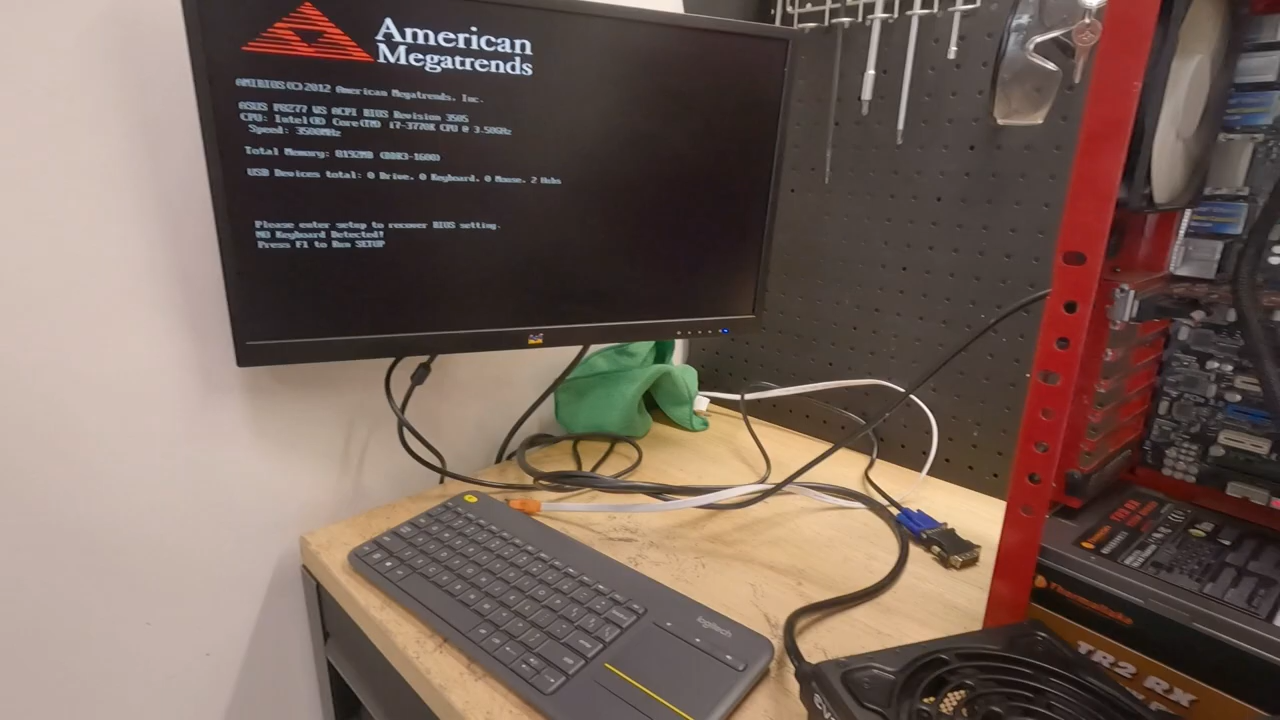 American
Megatrends
AMIBIOS(C)2012 American Megatrends, Inc.
ASUS P8Z77 WS ACPI BIOS Revision 3505
CPU: Intel(R) Core(TM) i7-3770K CPU @ 3.50GHz
Speed: 3500MHz
Total Memory: 8192MB (DDR3-1600)
USB Devices total: 0 Drive, 0 Keyboard, 0 Mouse, 2 Hubs
Please enter setup to recover BIOS setting.
NO Keyboard Detected!
Press F1 to Run SETUP
logitech
Thermaltake
TR2 RX